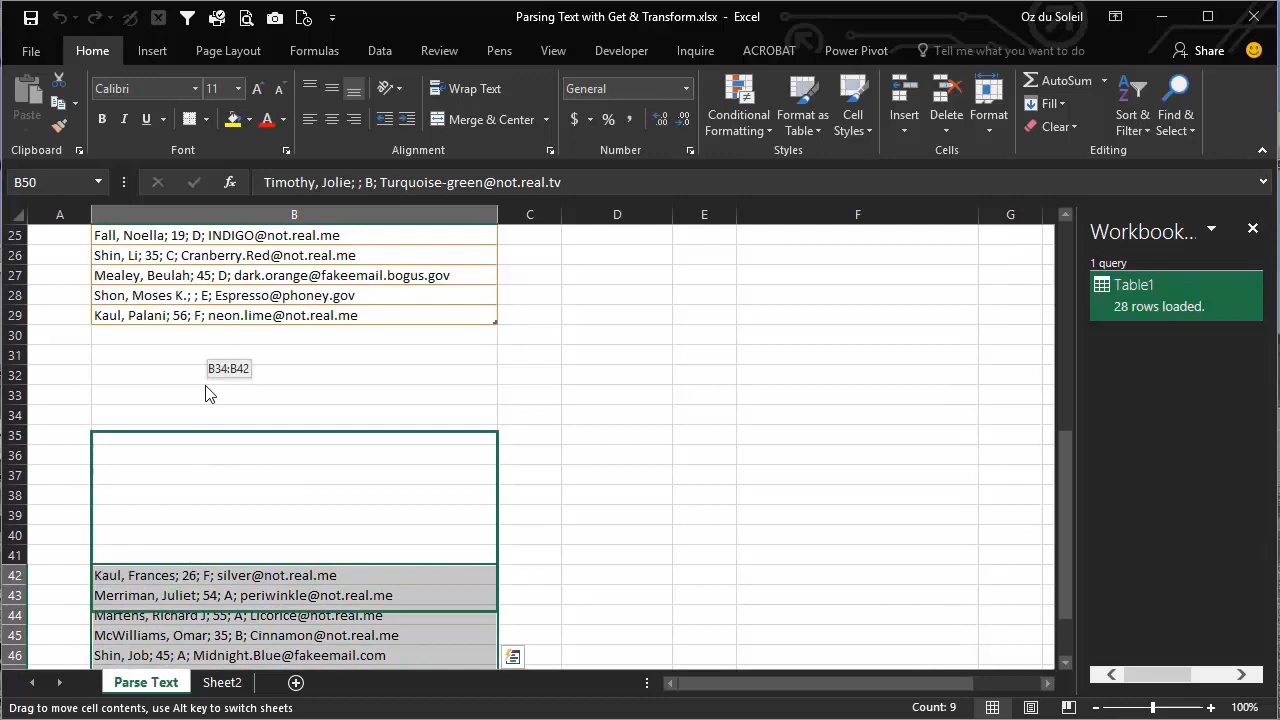 Parsing Text with Get & Transform.xlsx - Excel
Oz du Soleil
File Home Insert Page Layout Formulas Data Review Pens View Developer Inquire ACROBAT Power Pivot Tell me what you want to do Share
Paste
Clipboard
Calibri 11
B I U A
Font
Wrap Text
Merge & Center
Alignment
General
$ % ,
Number
Conditional Formatting
Format as Table
Cell Styles
Styles
Insert
Delete
Format
Cells
AutoSum
Fill
Clear
Sort & Filter
Find & Select
Editing
B50 fx Timothy, Jolie; ; B; Turquoise-green@not.real.tv
A B C D E F G
25 Fall, Noella; 19; D; INDIGO@not.real.me
26 Shin, Li; 35; C; Cranberry.Red@not.real.me
27 Mealey, Beulah; 45; D; dark.orange@fakeemail.bogus.gov
28 Shon, Moses K.; ; E; Espresso@phoney.gov
29 Kaul, Palani; 56; F; neon.lime@not.real.me
30
31
B34:B42
32
33
34
35
36
37
38
39
40
41
42 Kaul, Frances; 26; F; silver@not.real.me
43 Merriman, Juliet; 54; A; periwinkle@not.real.me
44 Martens, Richard J; 55; A; Licorice@not.real.me
45 McWilliams, Omar; 35; B; Cinnamon@not.real.me
46 Shin, Job; 45; A; Midnight.Blue@fakeemail.com
Workbook...
1 query
Table1
28 rows loaded.
Parse Text Sheet2
Drag to move cell contents, use Alt key to switch sheets
Count: 9
100%